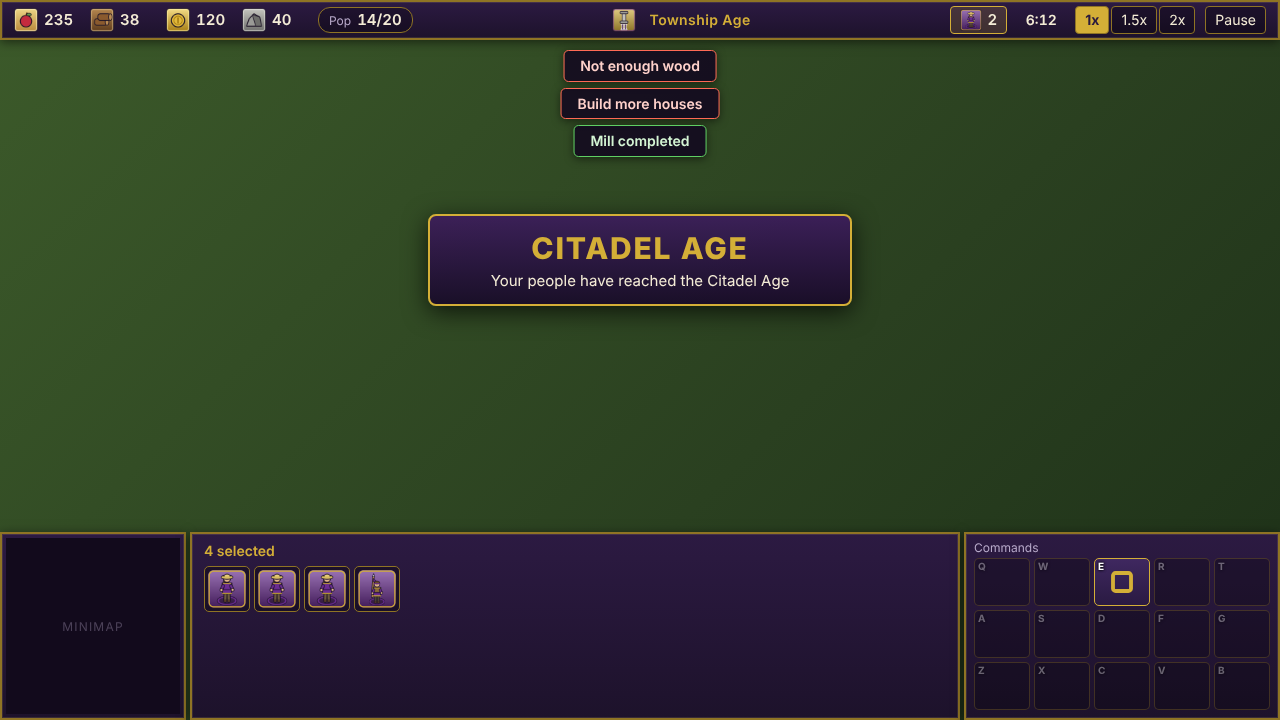 235 38 120 40 Pop 14/20 Township Age 2 6:12 1x 1.5x 2x Pause
Not enough wood
Build more houses
Mill completed
CITADEL AGE
Your people have reached the Citadel Age
MINIMAP
4 selected
Commands
Q W E R T
A S D F G
Z X C V B